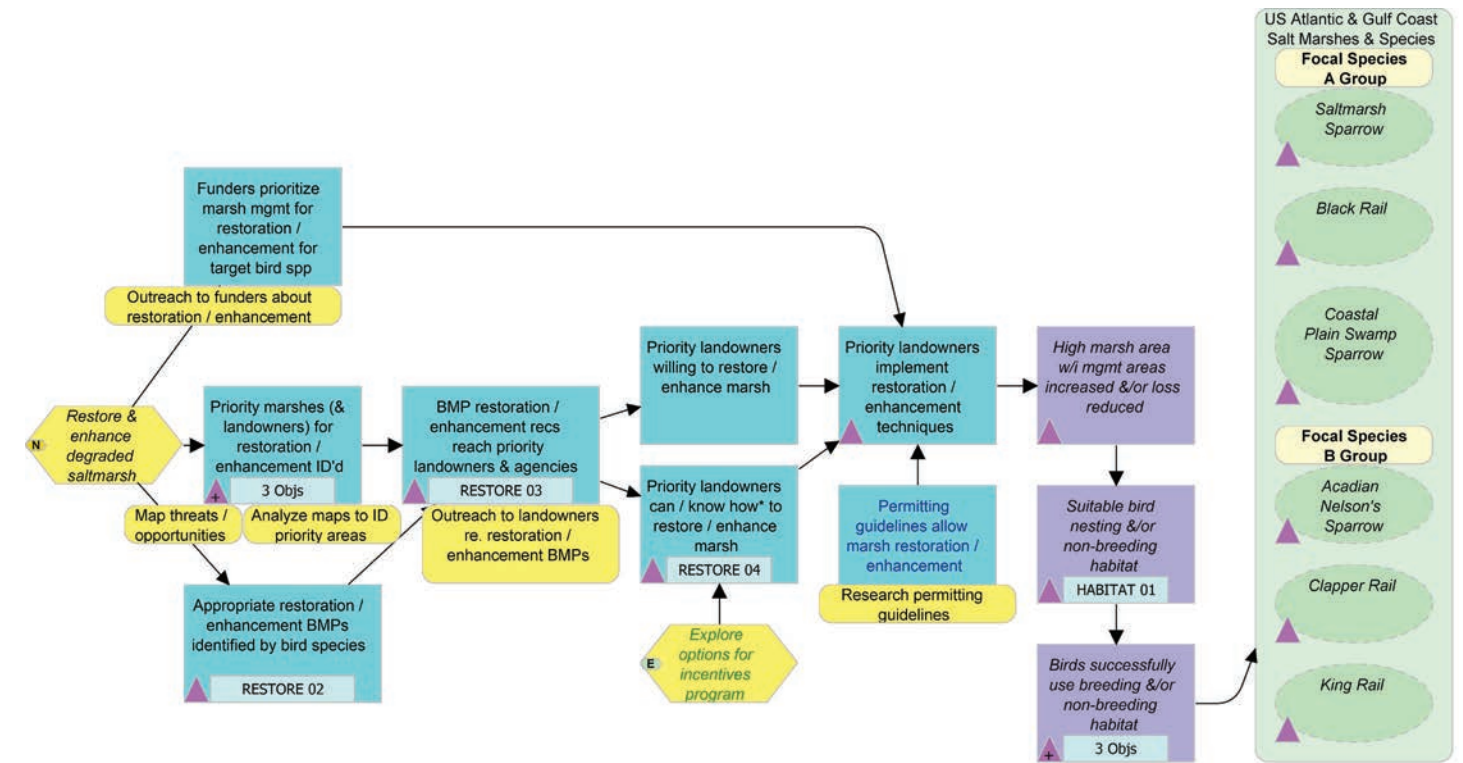 US Atlantic & Gulf Coast
Salt Marshes & Species
Focal Species
A Group
Saltmarsh
Sparrow
Black Rail
Coastal
Plain Swamp
Sparrow
Focal Species
B Group
Acadian
Nelson's
Sparrow
Clapper Rail
King Rail
Funders prioritize
marsh mgmt for
restoration /
enhancement for
target bird spp
Outreach to funders about
restoration / enhancement
N
Restore &
enhance
degraded
saltmarsh
Priority marshes (&
landowners) for
restoration /
enhancement ID'd
+
3 Objs
Map threats /
opportunities
Analyze maps to ID
priority areas
Appropriate restoration /
enhancement BMPs
identified by bird species
RESTORE 02
BMP restoration /
enhancement recs
reach priority
landowners & agencies
RESTORE 03
Outreach to landowners
re. restoration /
enhancement BMPs
Priority landowners
willing to restore /
enhance marsh
Priority landowners
can / know how* to
restore / enhance
marsh
RESTORE 04
E
Explore
options for
incentives
program
Priority landowners
implement
restoration /
enhancement
techniques
Permitting
guidelines allow
marsh restoration /
enhancement
Research permitting
guidelines
High marsh area
w/i mgmt areas
increased &/or loss
reduced
Suitable bird
nesting &/or
non-breeding
habitat
HABITAT 01
Birds successfully
use breeding &/or
non-breeding
habitat
+
3 Objs